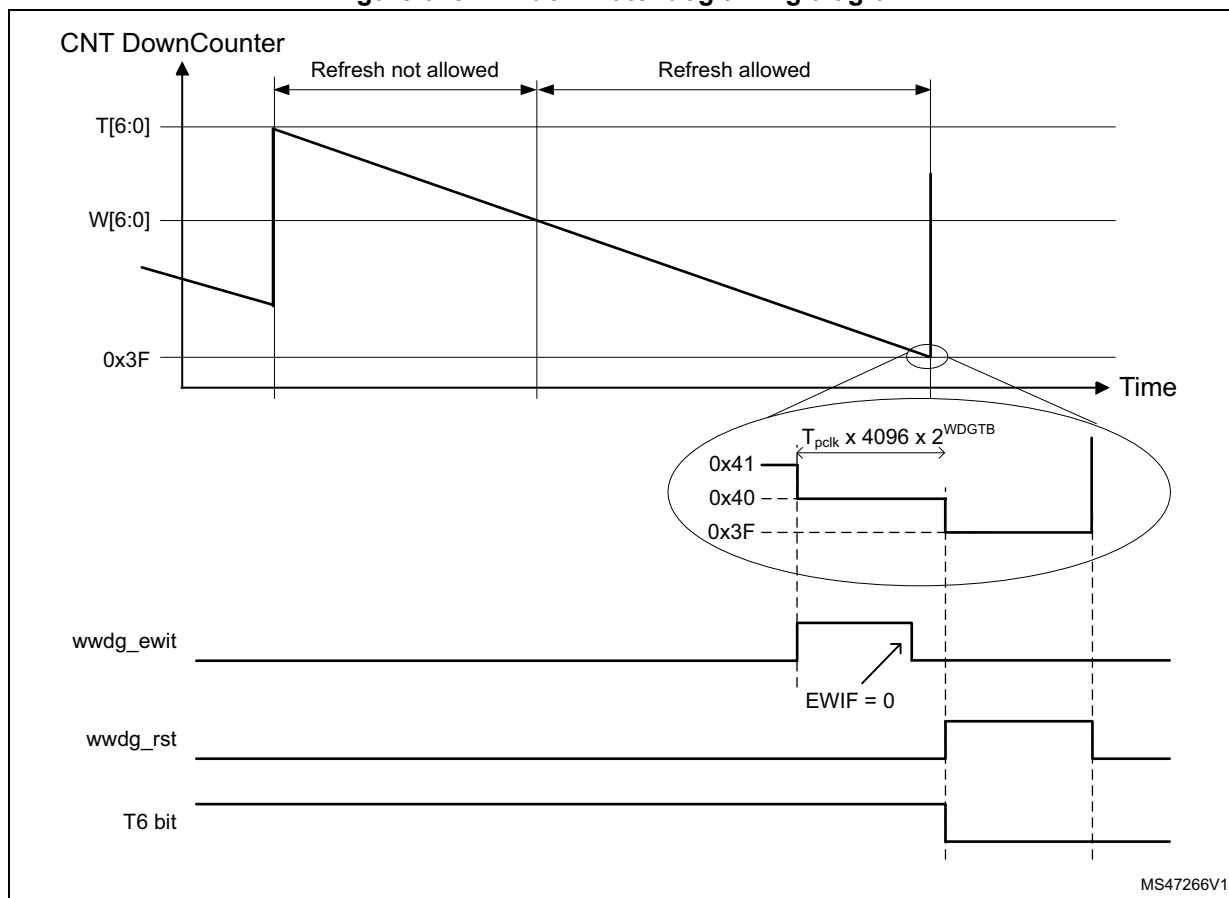 CNT DownCounter
Refresh not allowed
Refresh allowed
T[6:0]
W[6:0]
0x3F
Time
Tpclk x 4096 x 2WDGTB
0x41
0x40
0x3F
wwdg_ewit
EWIF = 0
wwdg_rst
T6 bit
MS47266V1